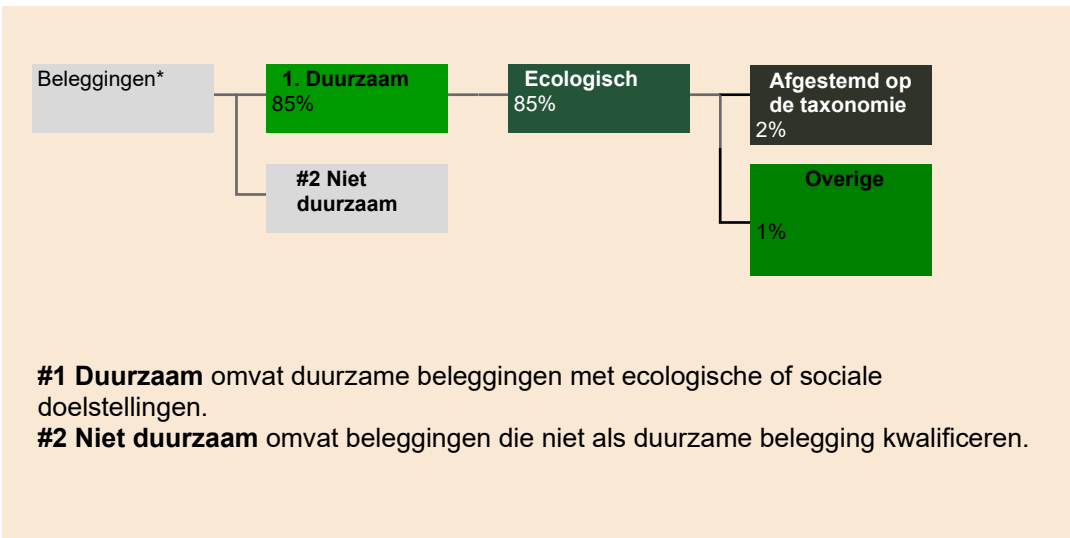 Beleggingen*
1. Duurzaam
85%
Ecologisch
85%
Afgestemd op
de taxonomie
2%
#2 Niet
duurzaam
Overige
1%
#1 Duurzaam omvat duurzame beleggingen met ecologische of sociale
doelstellingen.
#2 Niet duurzaam omvat beleggingen die niet als duurzame belegging kwalificeren.